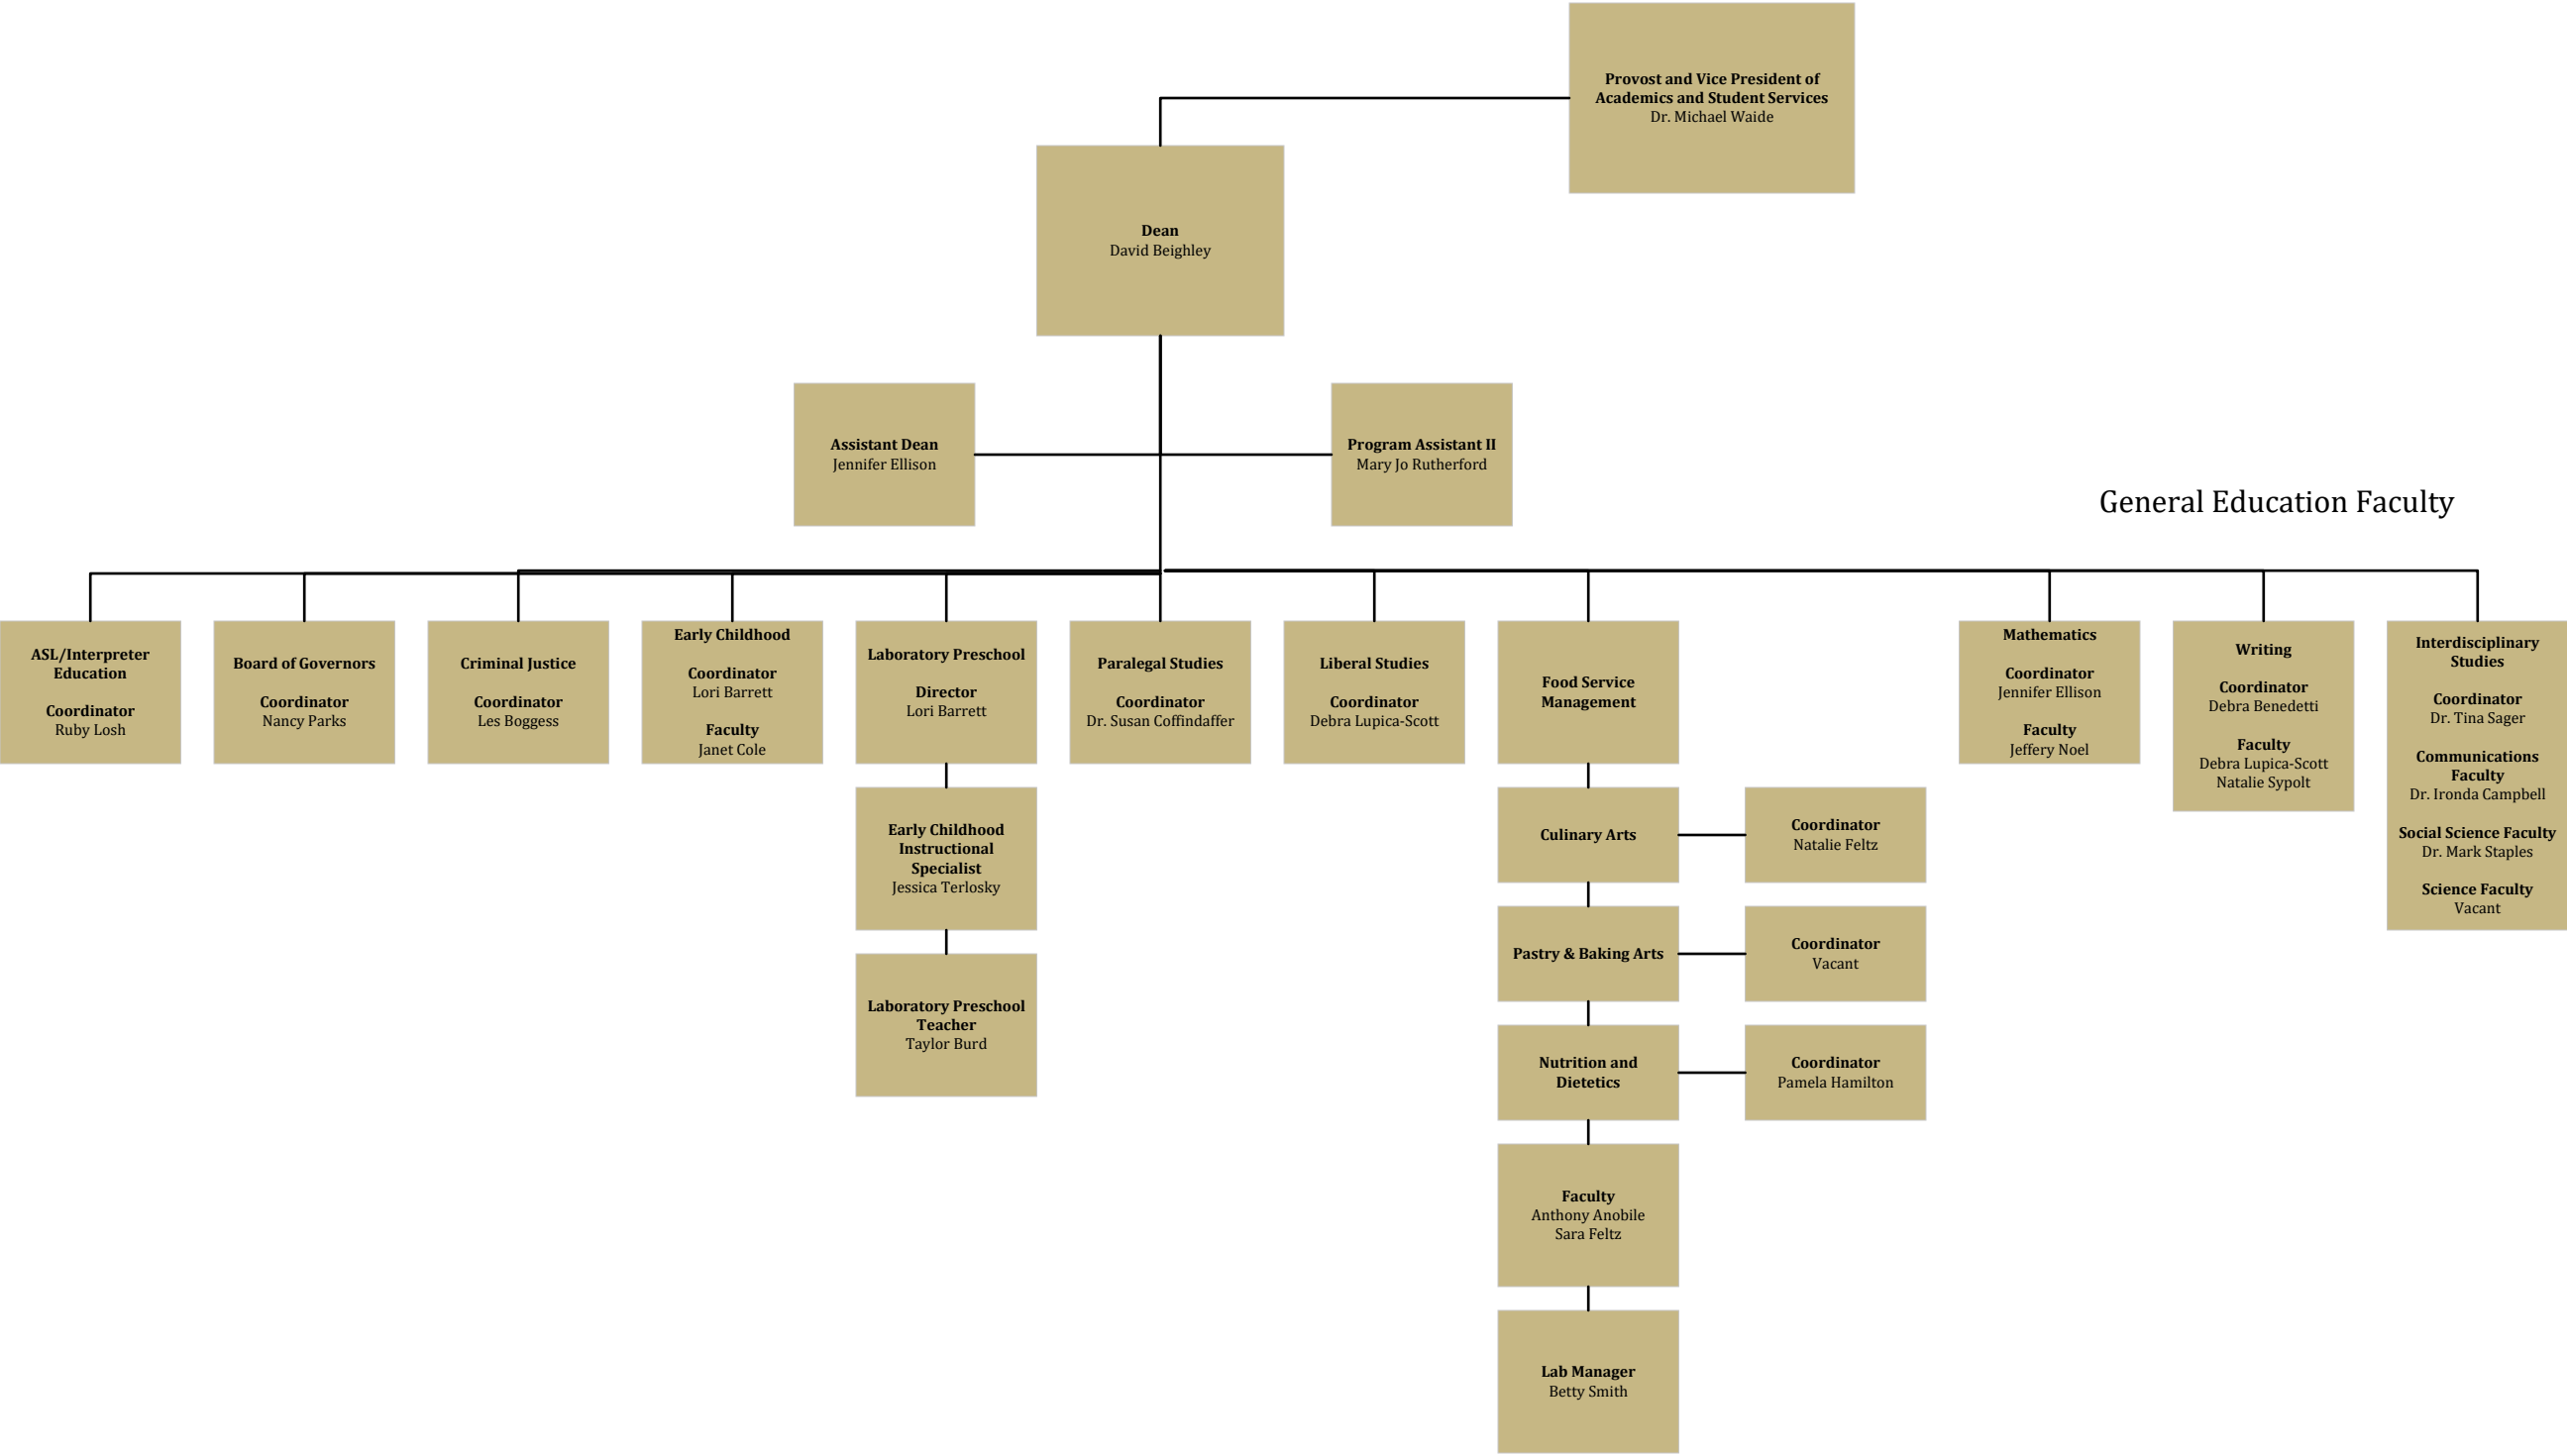 Provost and Vice President of
Academics and Student Services
Dr. Michael Waide
Dean
David Beighley
Assistant Dean
Jennifer Ellison
Program Assistant II
Mary Jo Rutherford
General Education Faculty
ASL/Interpreter
Education
Coordinator
Ruby Losh
Board of Governors
Coordinator
Nancy Parks
Criminal Justice
Coordinator
Les Boggess
Early Childhood
Coordinator
Lori Barrett
Faculty
Janet Cole
Laboratory Preschool
Director
Lori Barrett
Early Childhood
Instructional
Specialist
Jessica Terlosky
Laboratory Preschool
Teacher
Taylor Burd
Paralegal Studies
Coordinator
Dr. Susan Coffindaffer
Liberal Studies
Coordinator
Debra Lupica-Scott
Food Service
Management
Culinary Arts
Coordinator
Natalie Feltz
Pastry & Baking Arts
Coordinator
Vacant
Nutrition and
Dietetics
Coordinator
Pamela Hamilton
Faculty
Anthony Anobile
Sara Feltz
Lab Manager
Betty Smith
Mathematics
Coordinator
Jennifer Ellison
Faculty
Jeffery Noel
Writing
Coordinator
Debra Benedetti
Faculty
Debra Lupica-Scott
Natalie Sypolt
Interdisciplinary
Studies
Coordinator
Dr. Tina Sager
Communications
Faculty
Dr. Ironda Campbell
Social Science Faculty
Dr. Mark Staples
Science Faculty
Vacant